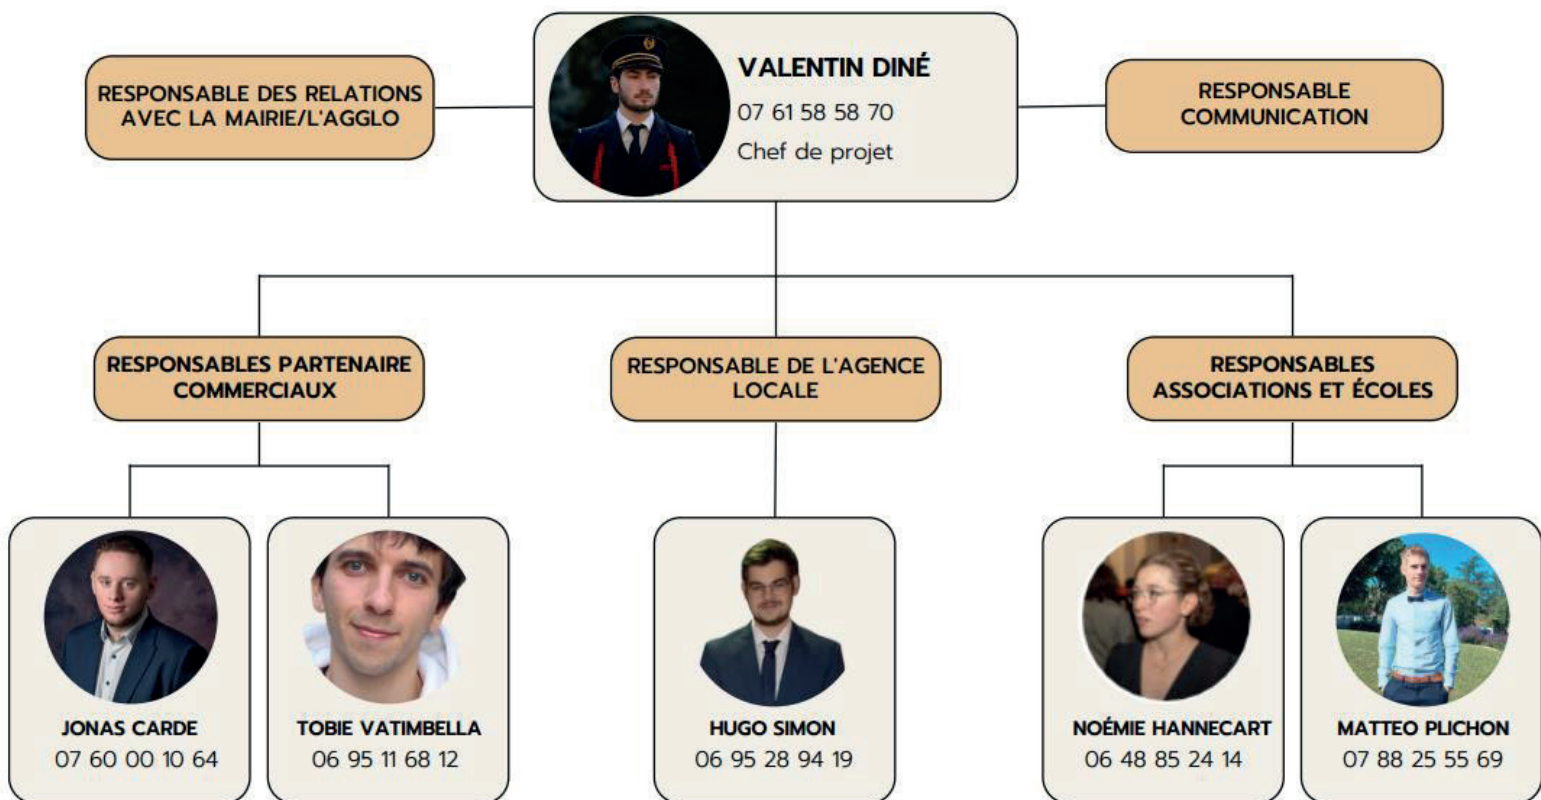 RESPONSABLE DES RELATIONS
AVEC LA MAIRIE/L'AGGLO
VALENTIN DINÉ
07 61 58 58 70
Chef de projet
RESPONSABLE
COMMUNICATION
RESPONSABLES PARTENAIRE
COMMERCIAUX
RESPONSABLE DE L'AGENCE
LOCALE
RESPONSABLES
ASSOCIATIONS ET ÉCOLES
JONAS CARDE
07 60 00 10 64
TOBIE VATIMBELLA
06 95 11 68 12
HUGO SIMON
06 95 28 94 19
NOÉMIE HANNECART
06 48 85 24 14
MATTEO PLICHON
07 88 25 55 69